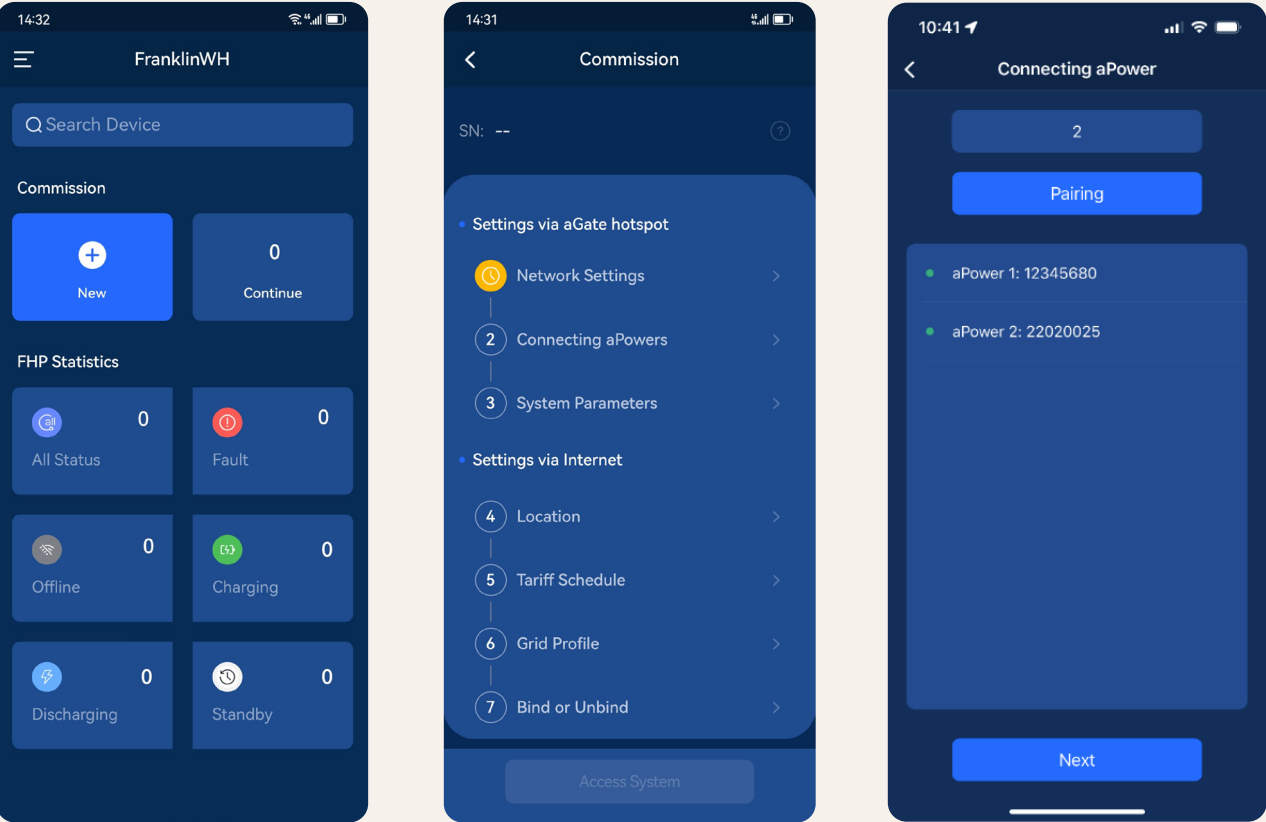 14:32
FranklinWH
Search Device
Commission
New
0
Continue
FHP Statistics
0
All Status
0
Fault
0
Offline
0
Charging
0
Discharging
0
Standby
14:31
Commission
SN: --
?
Settings via aGate hotspot
Network Settings
2 Connecting aPowers
3 System Parameters
Settings via Internet
4 Location
5 Tariff Schedule
6 Grid Profile
7 Bind or Unbind
Access System
10:41
Connecting aPower
2
Pairing
aPower 1: 12345680
aPower 2: 22020025
Next